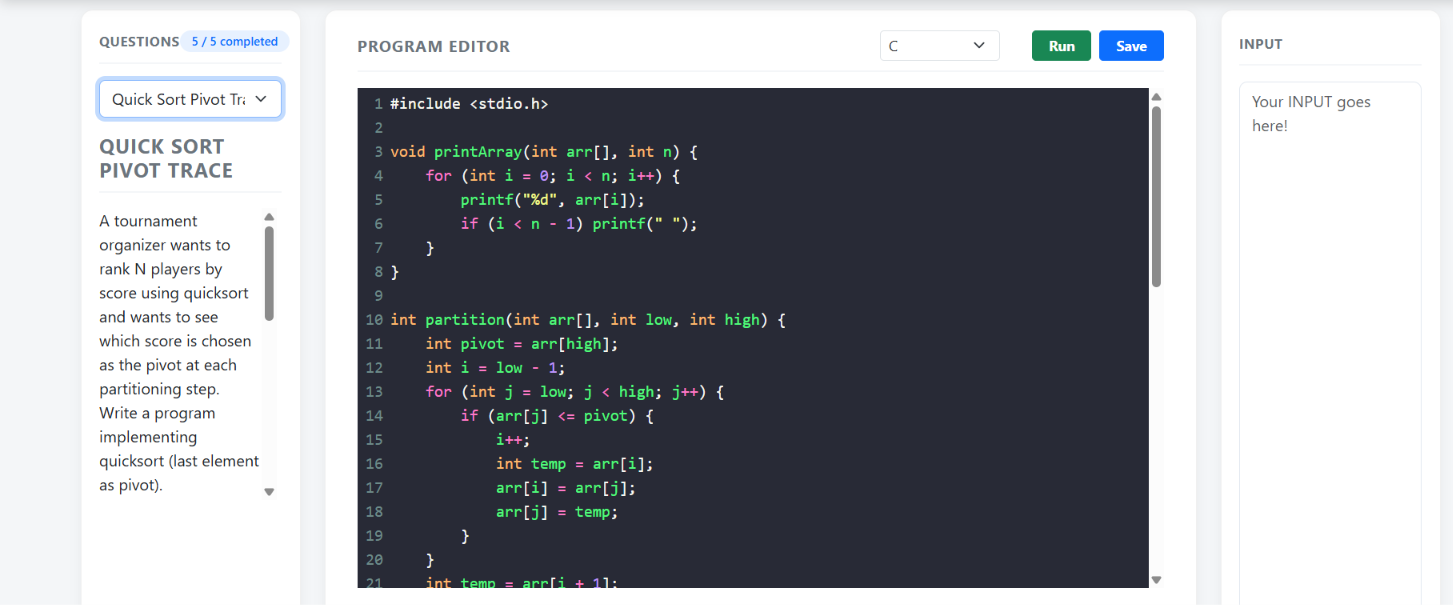 QUESTIONS 5 / 5 completed
Quick Sort Pivot Tra
QUICK SORT
PIVOT TRACE
A tournament
organizer wants to
rank N players by
score using quicksort
and wants to see
which score is chosen
as the pivot at each
partitioning step.
Write a program
implementing
quicksort (last element
as pivot).
PROGRAM EDITOR
C
Run
Save
1 #include <stdio.h>
2
3 void printArray(int arr[], int n) {
4     for (int i = 0; i < n; i++) {
5         printf("%d", arr[i]);
6         if (i < n - 1) printf(" ");
7     }
8 }
9
10 int partition(int arr[], int low, int high) {
11     int pivot = arr[high];
12     int i = low - 1;
13     for (int j = low; j < high; j++) {
14         if (arr[j] <= pivot) {
15             i++;
16             int temp = arr[i];
17             arr[i] = arr[j];
18             arr[j] = temp;
19         }
20     }
21     int temp = arr[i + 1];
INPUT
Your INPUT goes
here!